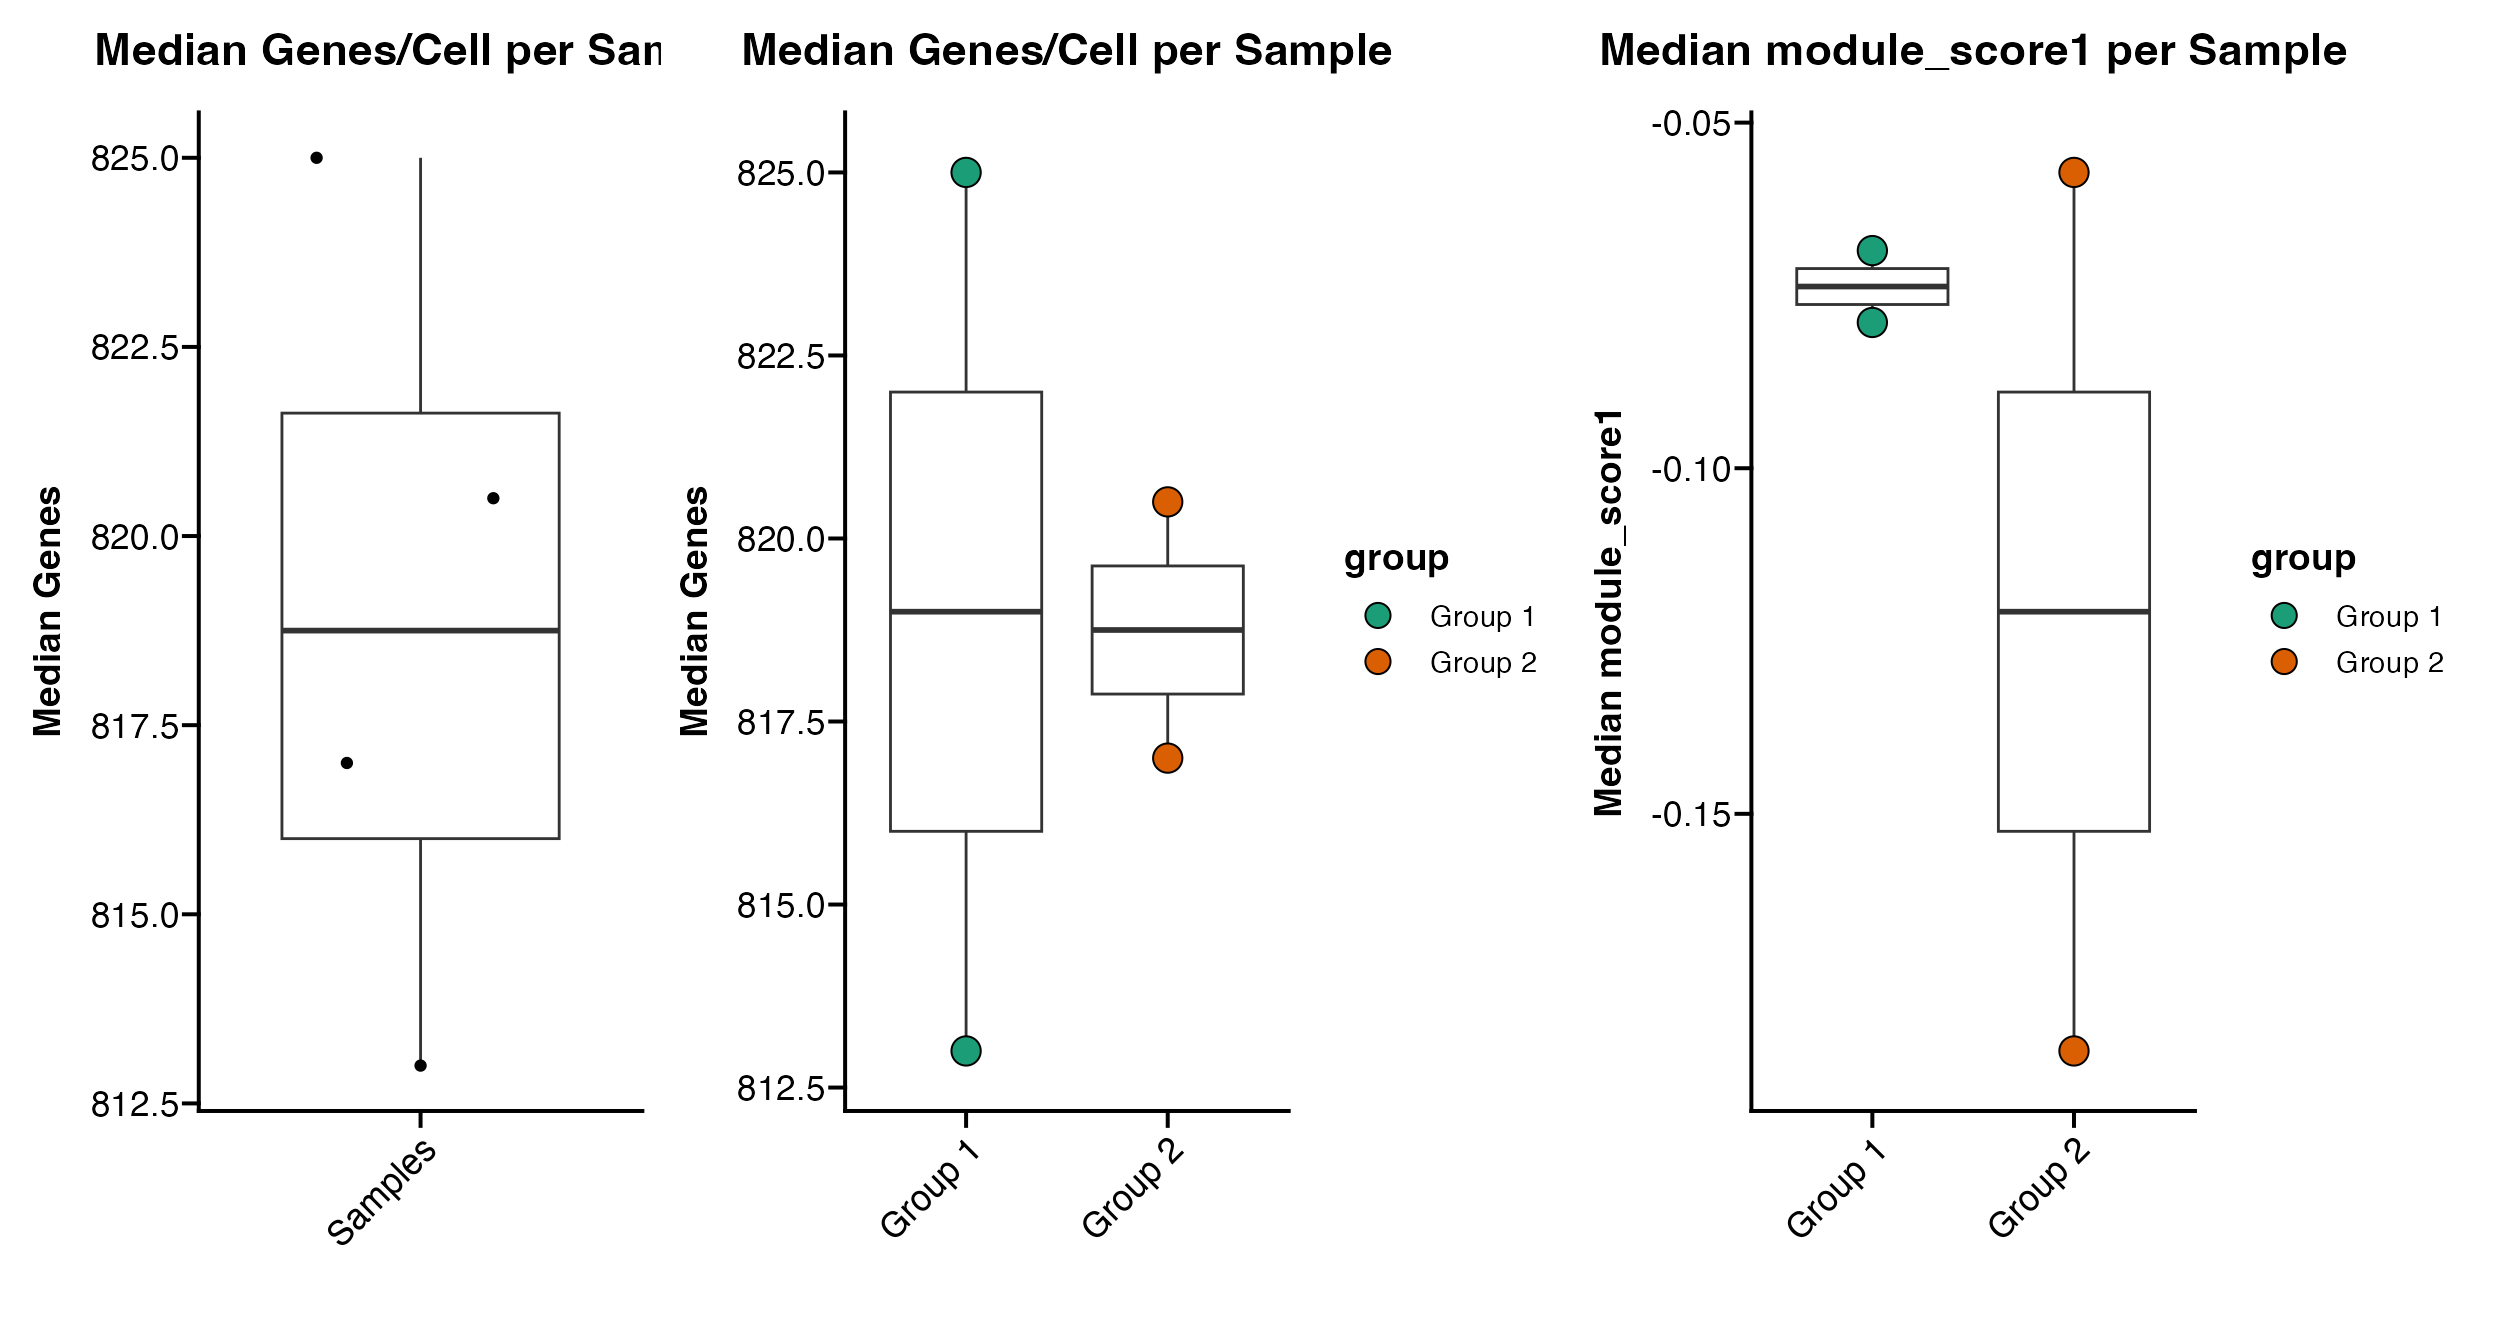 Median Genes/Cell per San
Median Genes
825.0
822.5
820.0
817.5
815.0
812.5
Samples
Median Genes/Cell per Sample
Median Genes
825.0
822.5
820.0
817.5
815.0
812.5
Group 1
Group 2
group
Group 1
Group 2
Median module_score1 per Sample
Median module_score1
-0.05
-0.10
-0.15
Group 1
Group 2
group
Group 1
Group 2